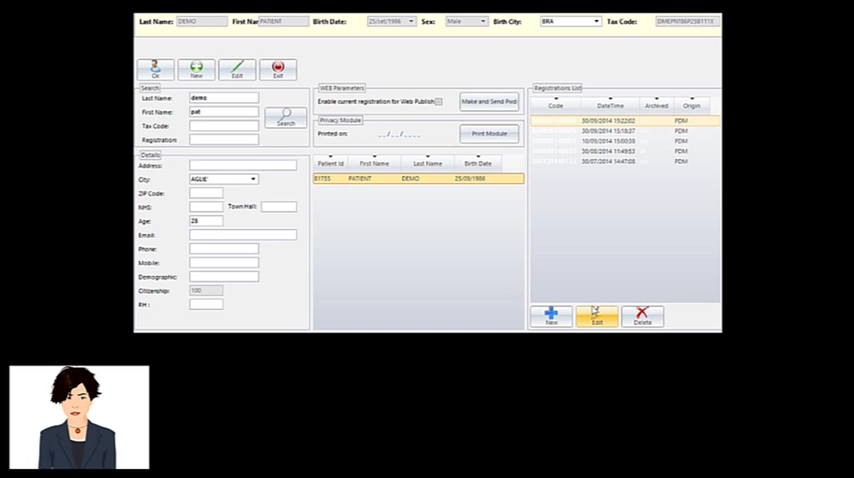 Last Name: DEMO First Nar PATIENT Birth Date: 25/set/1986 Sex: Male Birth City: BRA Tax Code:
Ok New Edit Exit
Search
Last Name: demo
First Name: pat
Tax Code:
Registration:
Search
Details
Address:
City: AGLIE'
ZIP Code:
NHS: Town Hall:
Age: 28
Email:
Phone:
Mobile:
Demographic:
Citizenship: 100
RH :
WEB Parameters
Enable current registration for Web Publish Make and Send Pwd
Privacy Module
Printed on: _ _/_ _/_ _ _ _ Print Module
Patient Id First Name Last Name Birth Date
81755 PATIENT DEMO 25/09/1986
Registrations List
Code DateTime Archived Origin
30/09/2014 15:22:02 PDM
30/09/2014 15:18:37 PDM
10/09/2014 15:00:38 PDM
30/08/2014 11:49:53 PDM
30/07/2014 14:47:08 PDM
New Edit Delete